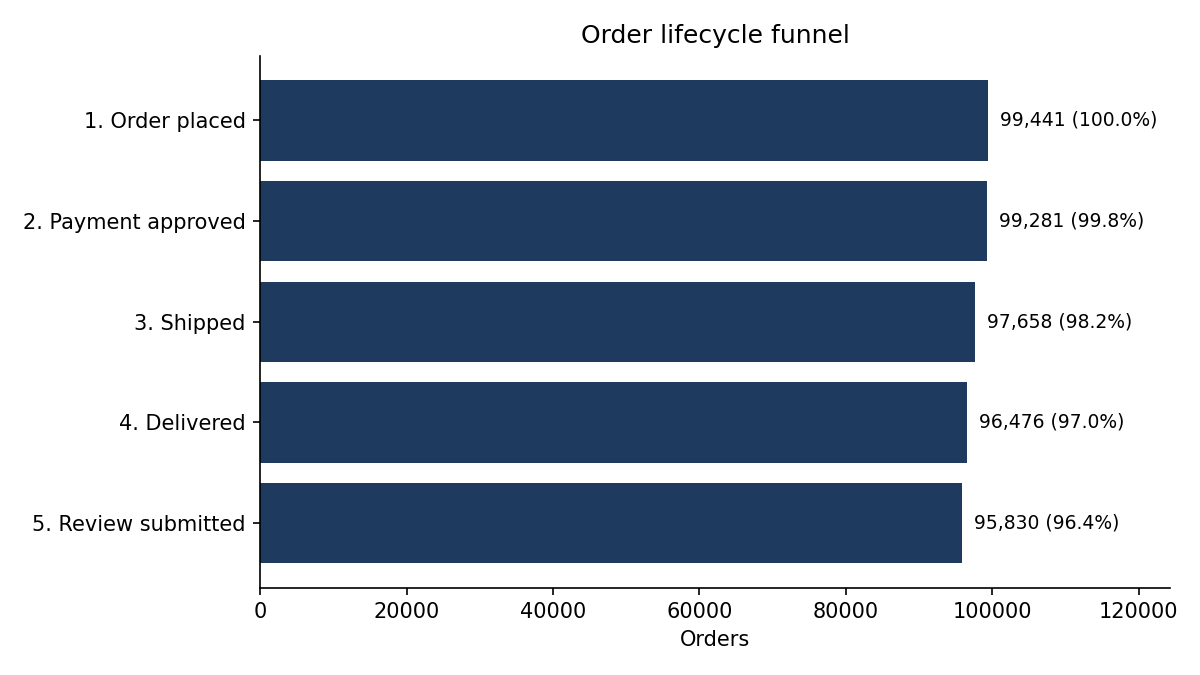 Order lifecycle funnel
1. Order placed
99,441 (100.0%)
2. Payment approved
99,281 (99.8%)
3. Shipped
97,658 (98.2%)
4. Delivered
96,476 (97.0%)
5. Review submitted
95,830 (96.4%)
0 20000 40000 60000 80000 100000 120000
Orders